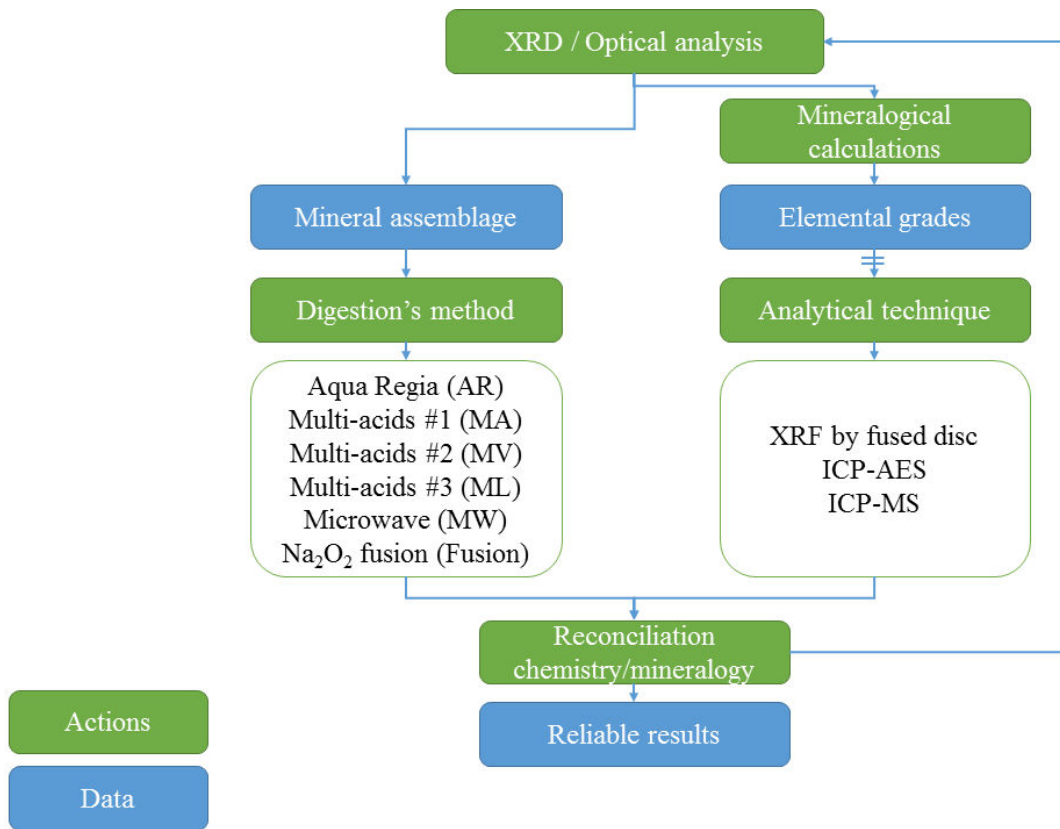 XRD / Optical analysis
Mineralogical
calculations
Mineral assemblage
Elemental grades
Digestion's method
Analytical technique
Aqua Regia (AR)
Multi-acids #1 (MA)
Multi-acids #2 (MV)
Multi-acids #3 (ML)
Microwave (MW)
Na₂O₂ fusion (Fusion)
XRF by fused disc
ICP-AES
ICP-MS
Reconciliation
chemistry/mineralogy
Reliable results
Actions
Data